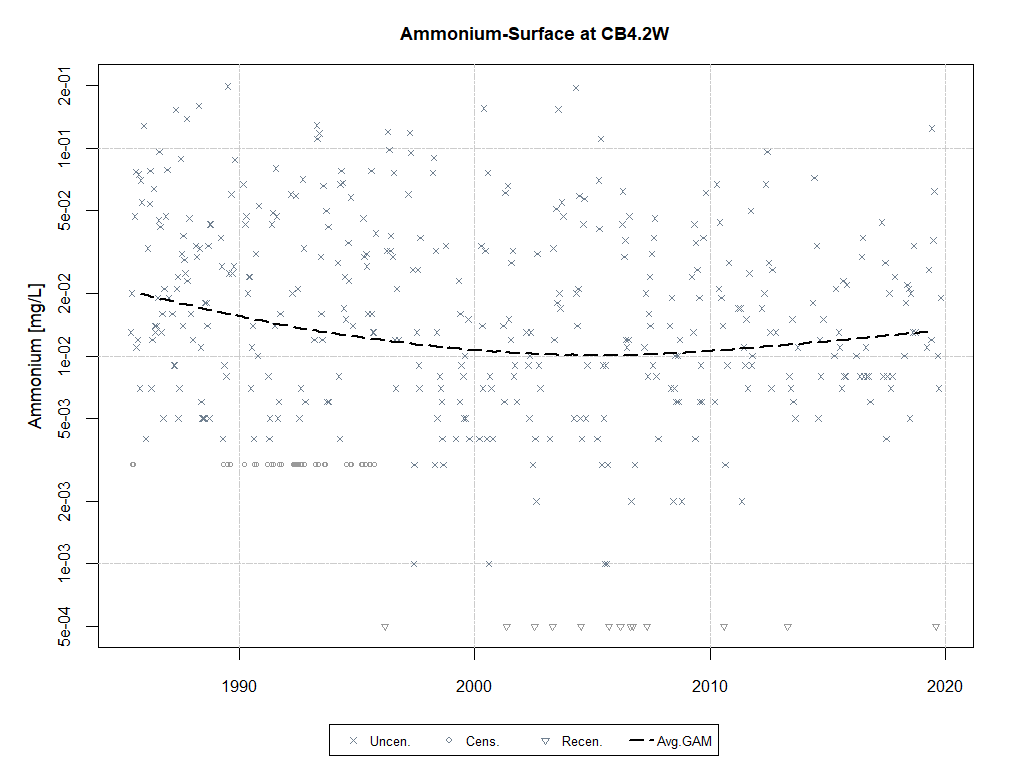 Ammonium-Surface at CB4.2W
Ammonium [mg/L]
2e-01
1e-01
5e-02
2e-02
1e-02
5e-03
2e-03
1e-03
5e-04
1990 2000 2010 2020
Uncen. Cens. Recen. Avg.GAM